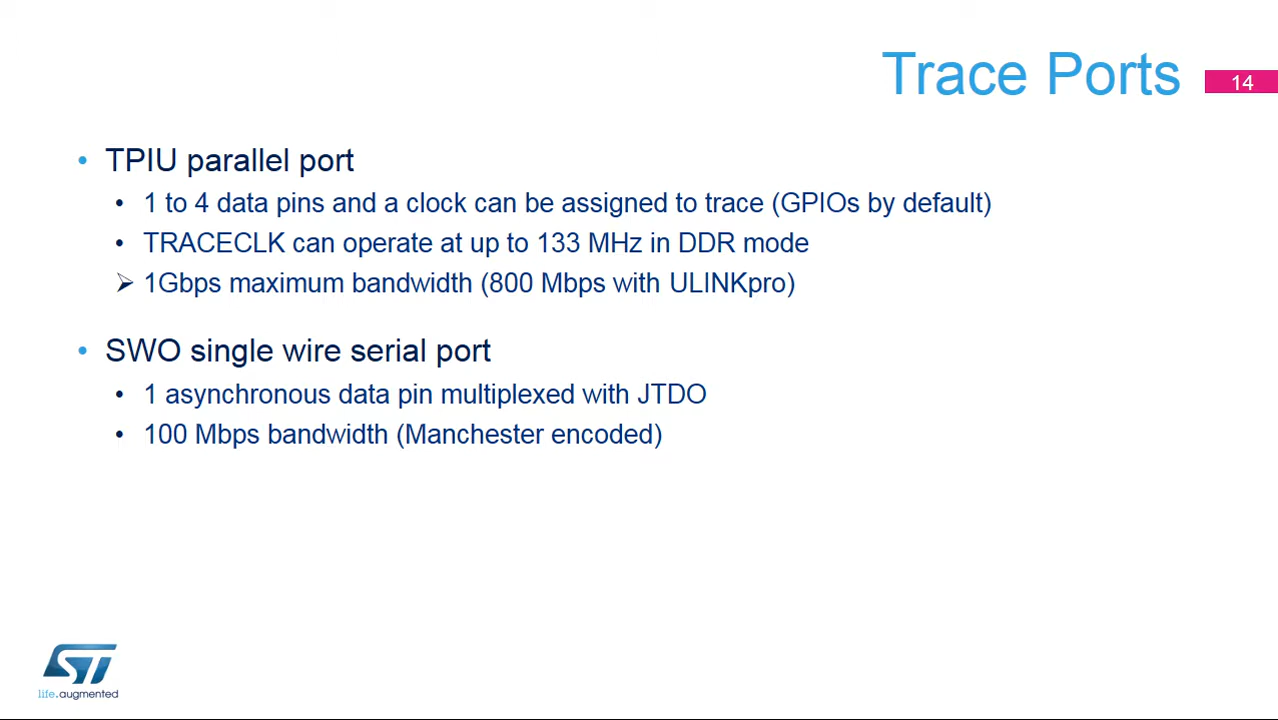 Trace Ports
14
• TPIU parallel port
• 1 to 4 data pins and a clock can be assigned to trace (GPIOs by default)
• TRACECLK can operate at up to 133 MHz in DDR mode
➢ 1Gbps maximum bandwidth (800 Mbps with ULINKpro)
• SWO single wire serial port
• 1 asynchronous data pin multiplexed with JTDO
• 100 Mbps bandwidth (Manchester encoded)
ST
life.augmented